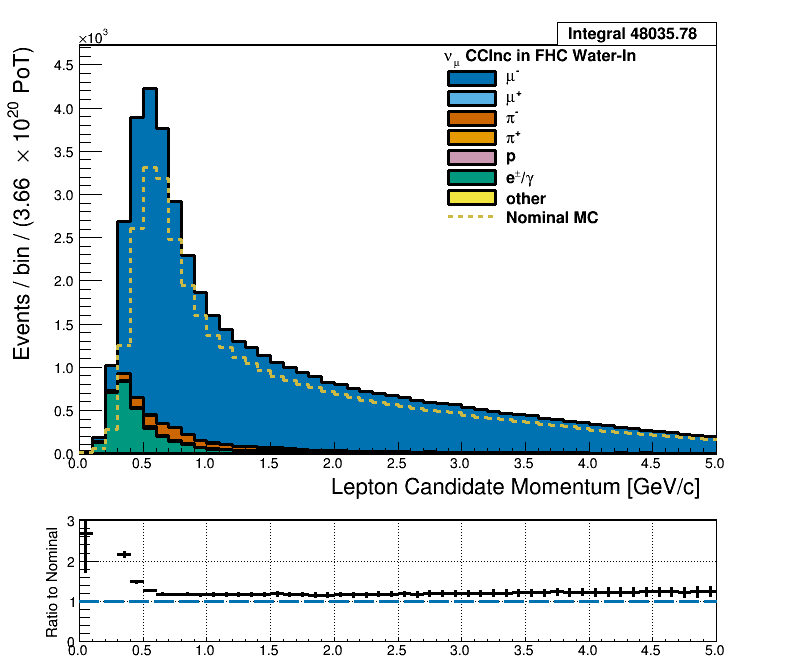 Integral 48035.78
×10³
ν_μ CCInc in FHC Water-In
μ⁻
μ⁺
π⁻
π⁺
p
e±/γ
other
Nominal MC
Events / bin / (3.66 × 10²⁰ PoT)
4.5
4.0
3.5
3.0
2.5
2.0
1.5
1.0
0.5
0.0
0.0 0.5 1.0 1.5 2.0 2.5 3.0 3.5 4.0 4.5 5.0
Lepton Candidate Momentum [GeV/c]
Ratio to Nominal
3
2
1
0
0.0 0.5 1.0 1.5 2.0 2.5 3.0 3.5 4.0 4.5 5.0